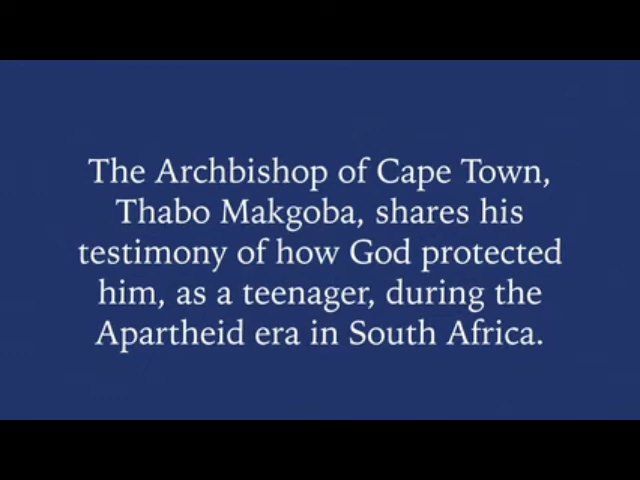 The Archbishop of Cape Town,
Thabo Makgoba, shares his
testimony of how God protected
him, as a teenager, during the
Apartheid era in South Africa.